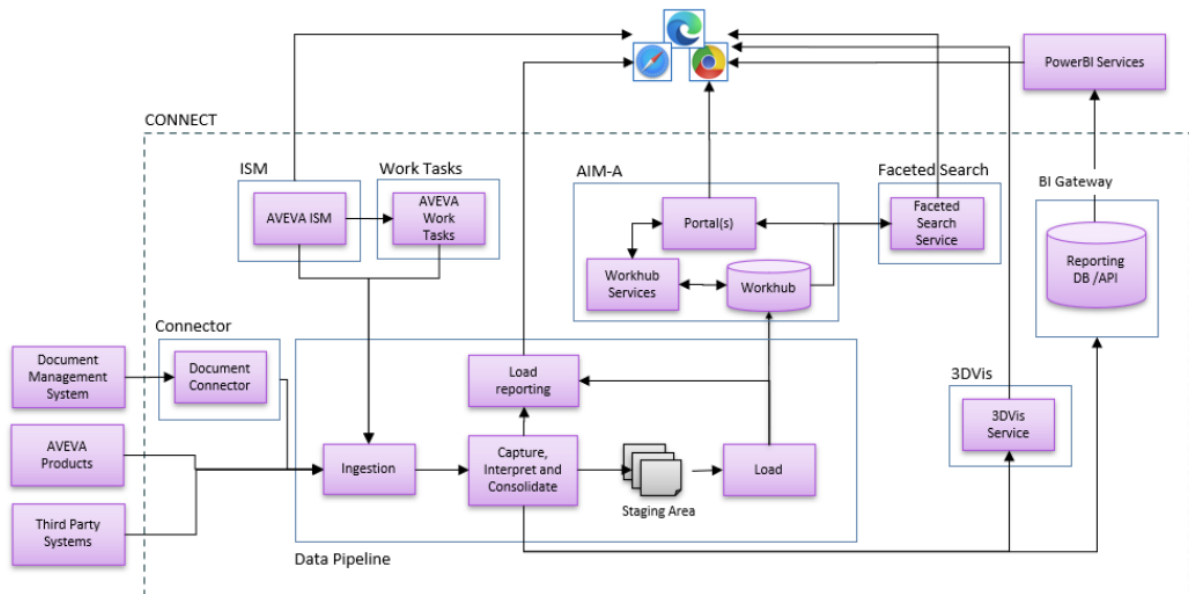 PowerBI Services
CONNECT
ISM
Work Tasks
AIM-A
Faceted Search
BI Gateway
AVEVA ISM
AVEVA
Work
Tasks
Portal(s)
Faceted
Search
Service
Workhub
Services
Workhub
Reporting
DB /API
Connector
Document
Management
System
Document
Connector
Load
reporting
3DVis
3DVis
Service
AVEVA
Products
Ingestion
Capture,
Interpret and
Consolidate
Staging Area
Load
Third Party
Systems
Data Pipeline